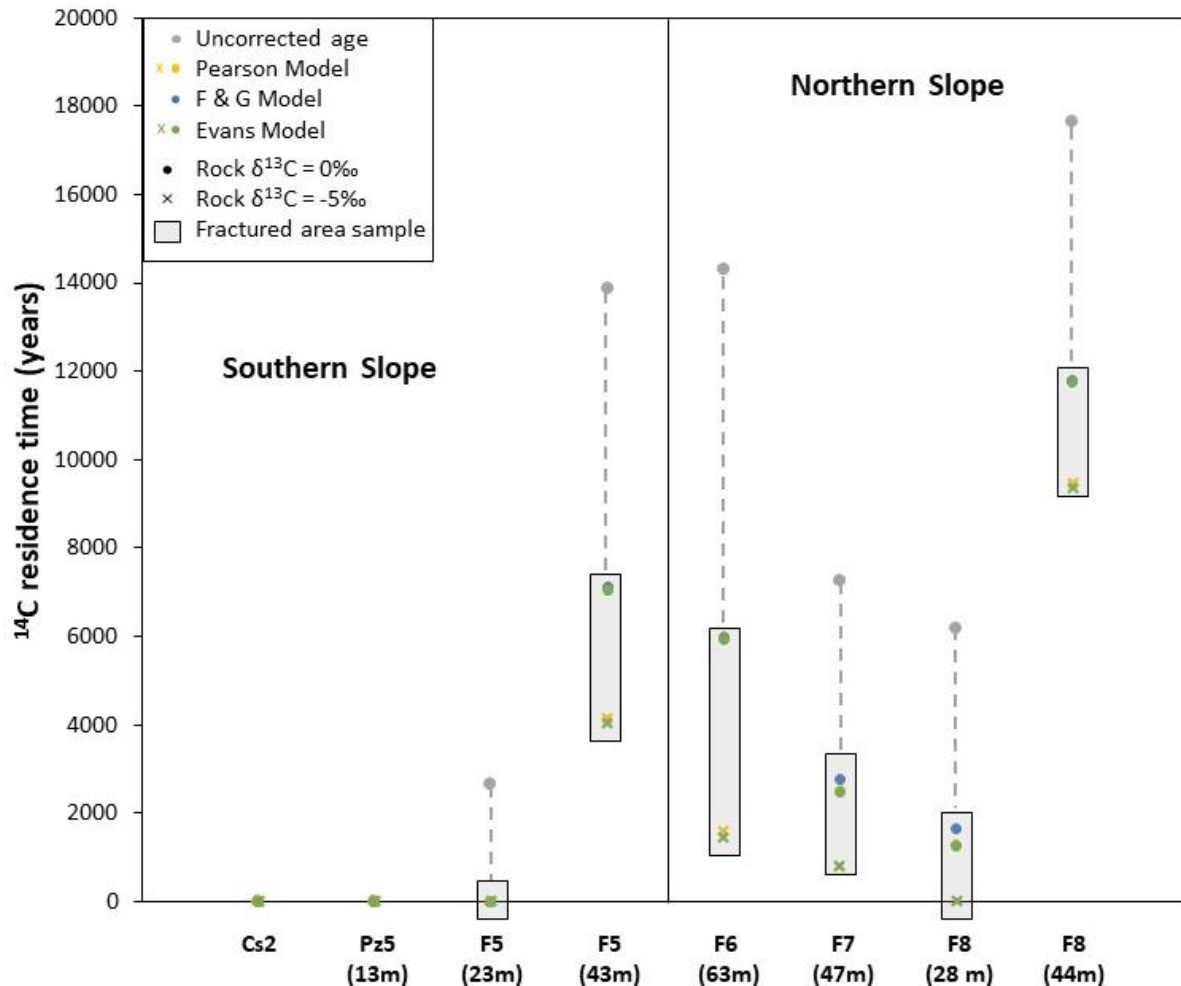 20000
18000
16000
14000
12000
10000
8000
6000
4000
2000
0
¹⁴C residence time (years)
Uncorrected age
Pearson Model
F & G Model
Evans Model
Rock δ¹³C = 0‰
Rock δ¹³C = -5‰
Fractured area sample
Southern Slope
Northern Slope
Cs2
Pz5
(13m)
F5
(23m)
F5
(43m)
F6
(63m)
F7
(47m)
F8
(28 m)
F8
(44m)